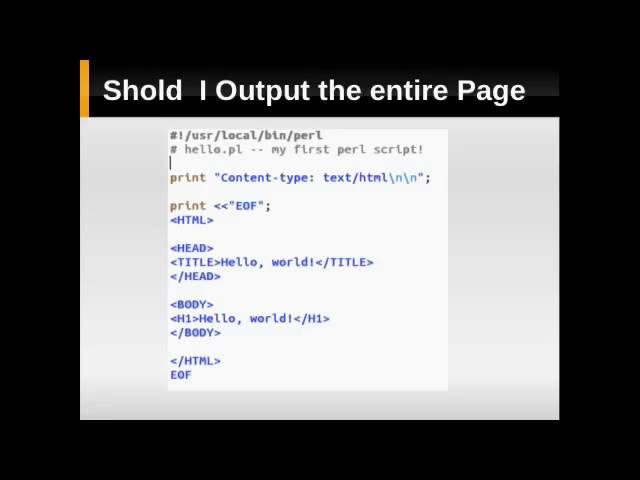 Shold  I Output the entire Page
#!/usr/local/bin/perl
# hello.pl -- my first perl script!
print "Content-type: text/html\n\n";
print <<"EOF";
<HTML>
<HEAD>
<TITLE>Hello, world!</TITLE>
</HEAD>
<BODY>
<H1>Hello, world!</H1>
</BODY>
</HTML>
EOF